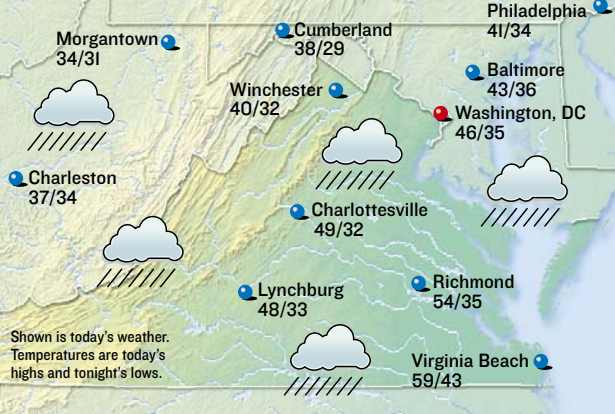 Philadelphia
41/34
Cumberland
38/29
Morgantown
34/31
Baltimore
43/36
Winchester
40/32
Washington, DC
46/35
Charleston
37/34
Charlottesville
49/32
Richmond
54/35
Lynchburg
48/33
Shown is today's weather.
Temperatures are today's
highs and tonight's lows.
Virginia Beach
59/43